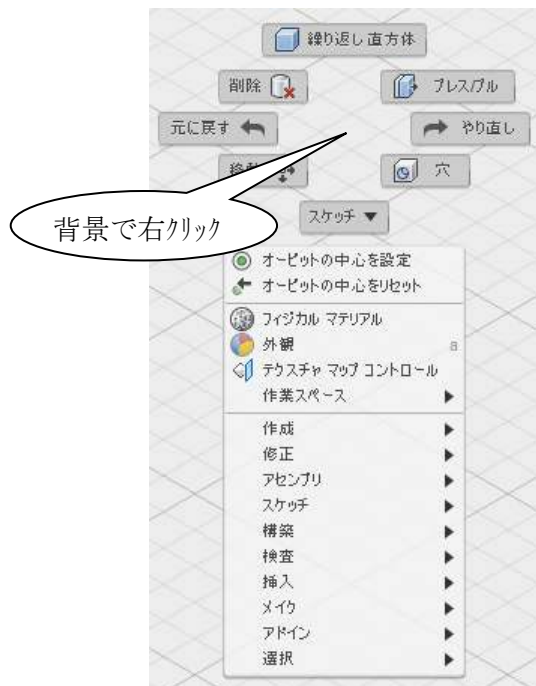 繰り返し 直方体
削除
プレス/プル
元に戻す
やり直し
移動
穴
背景で右クリック
スケッチ ▼
オービットの中心を設定
オービットの中心をリセット
フィジカル マテリアル
外観 a
テクスチャ マップ コントロール
作業スペース
作成
修正
アセンブリ
スケッチ
構築
検査
挿入
メイク
アドイン
選択